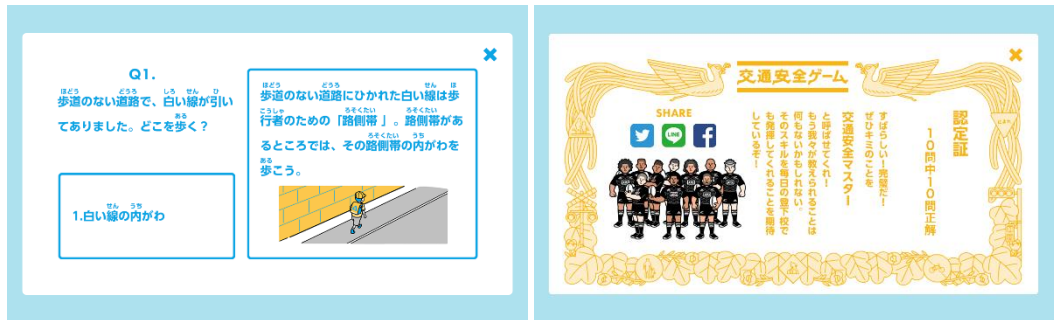 Q1.
歩道のない道路で、白い線が引い
てありました。どこを歩く？
1.白い線の内がわ
歩道のない道路にひかれた白い線は歩
行者のための「路側帯」。路側帯があ
るところでは、その路側帯の内がわを
歩こう。
交通安全ゲーム
認定証
10問中10問正解
すばらしい！完璧だ！
ぜひキミのことを
交通安全マスター
と呼ばせてくれ！
もう我々が教えられることは
何もないかもしれない。
そのスキルを毎日の登下校で
も発揮してくれることを期待
しているぞ！
SHARE
LINE